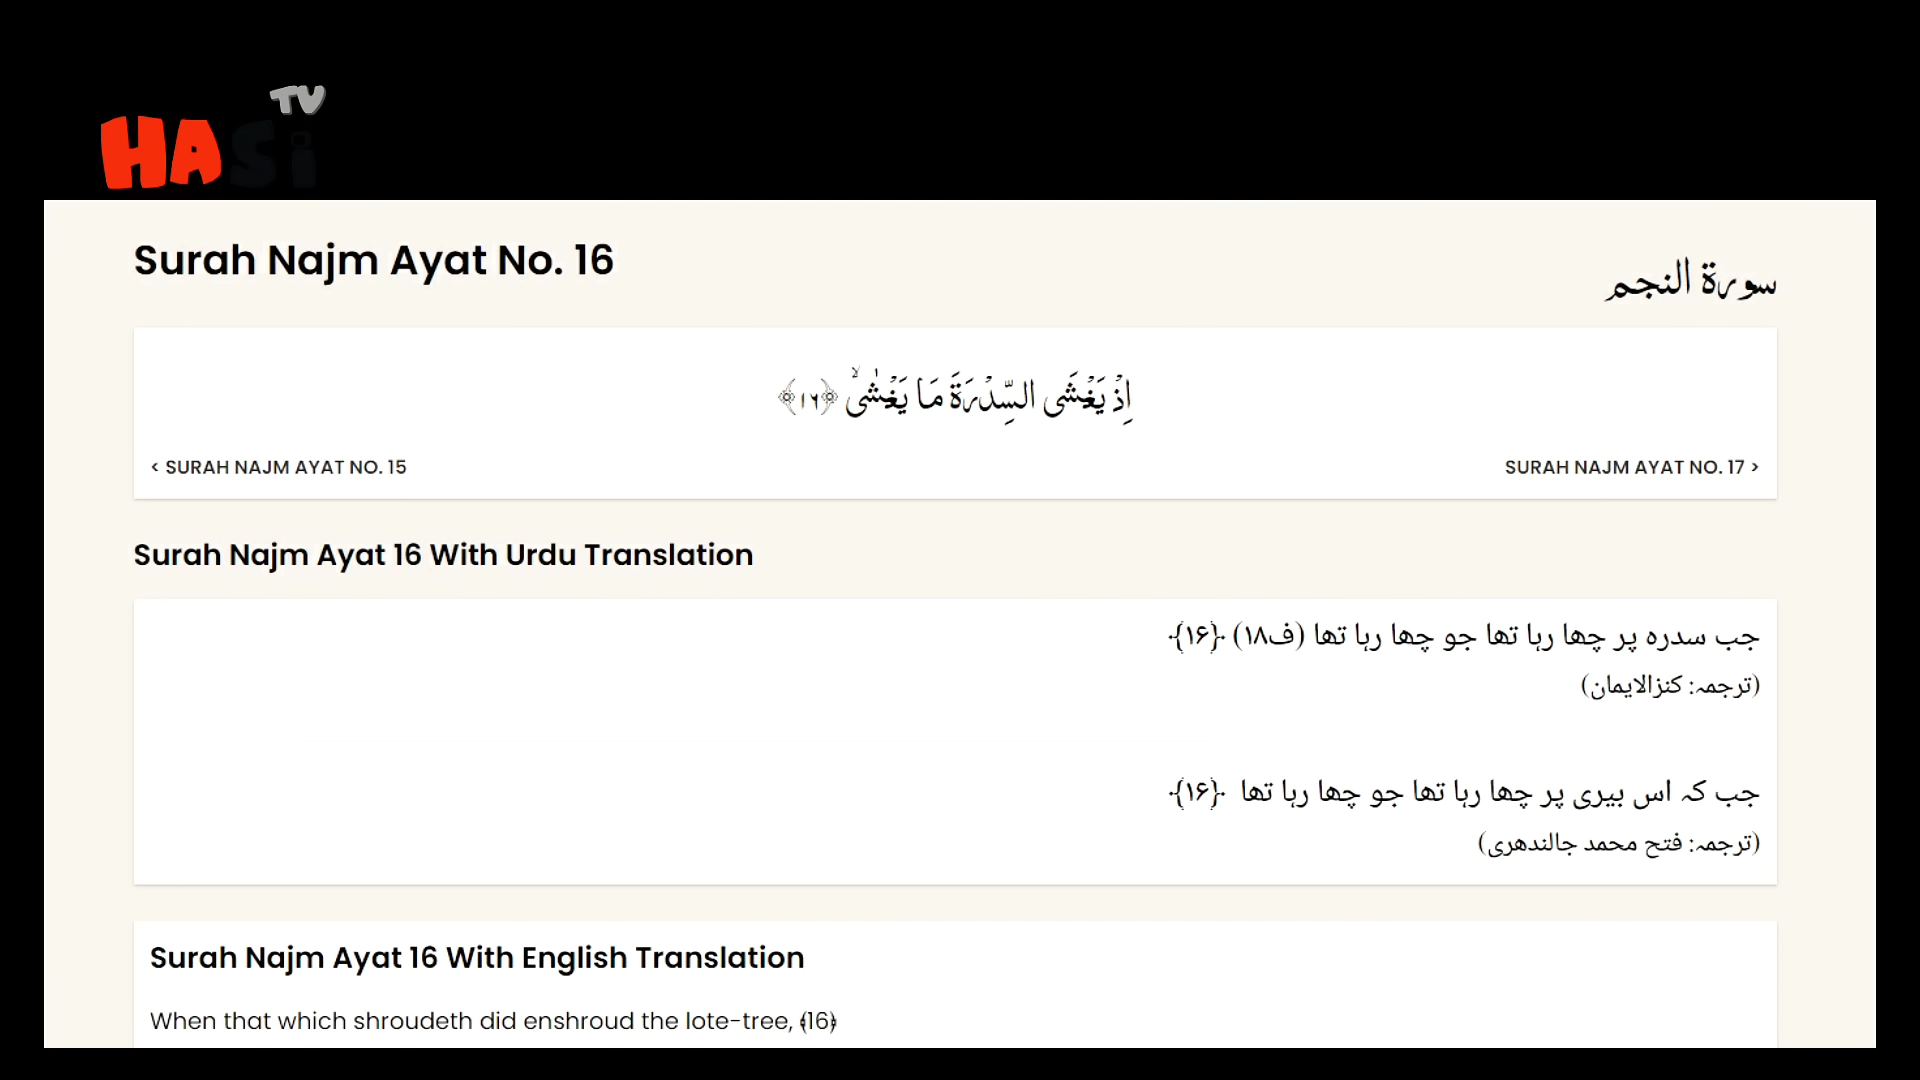 TV
HASi
Surah Najm Ayat No. 16
سورة النجم
اِذْ یَغْشَى السِّدْرَةَ مَا یَغْشٰىۙ ﴿۱۶﴾
< SURAH NAJM AYAT NO. 15
SURAH NAJM AYAT NO. 17 >
Surah Najm Ayat 16 With Urdu Translation
جب سدرہ پر چھا رہا تھا جو چھا رہا تھا (ف۱۸) ﴿۱۶﴾
(ترجمہ: کنزالایمان)
جب کہ اس بیری پر چھا رہا تھا جو چھا رہا تھا ﴿۱۶﴾
(ترجمہ: فتح محمد جالندھری)
Surah Najm Ayat 16 With English Translation
When that which shroudeth did enshroud the lote-tree, ﴾16﴿